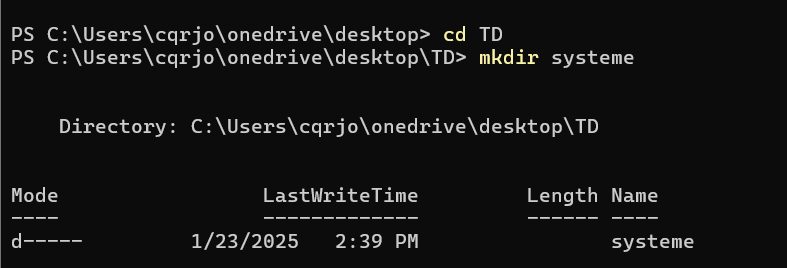 PS C:\Users\cqrjo\onedrive\desktop> cd TD
PS C:\Users\cqrjo\onedrive\desktop\TD> mkdir systeme
Directory: C:\Users\cqrjo\onedrive\desktop\TD
Mode                 LastWriteTime         Length Name
----                 -------------         ------ ----
d-----         1/23/2025   2:39 PM                systeme